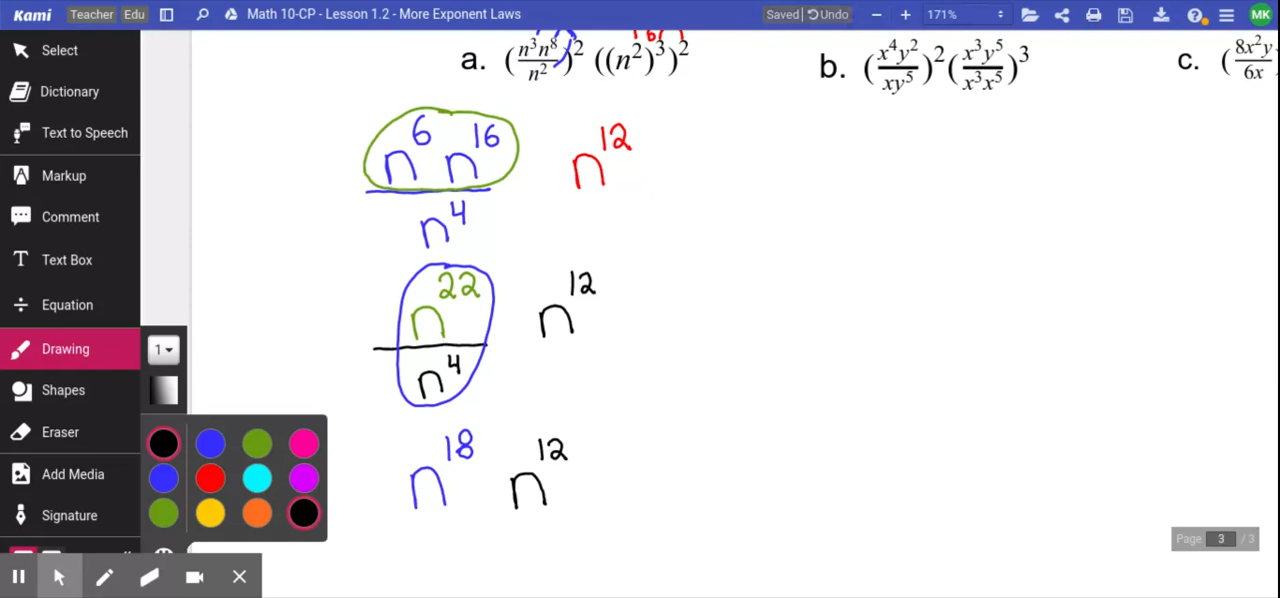 Kami Teacher Edu Math 10-CP - Lesson 1.2 - More Exponent Laws Saved Undo − + 171% MK
Select
Dictionary
Text to Speech
Markup
Comment
T Text Box
÷ Equation
Drawing 1
Shapes
Eraser
Add Media
Signature
a. (n³n⁸/n²)² ((n²)³)²
b. (x⁴y²/xy⁵)² (x³y⁵/x³x⁵)³
c. (8x²y/6x
6
n⁶ n¹⁶ n¹²
n⁴
n²² n¹²
n⁴
n¹⁸ n¹²
Page 3 / 3